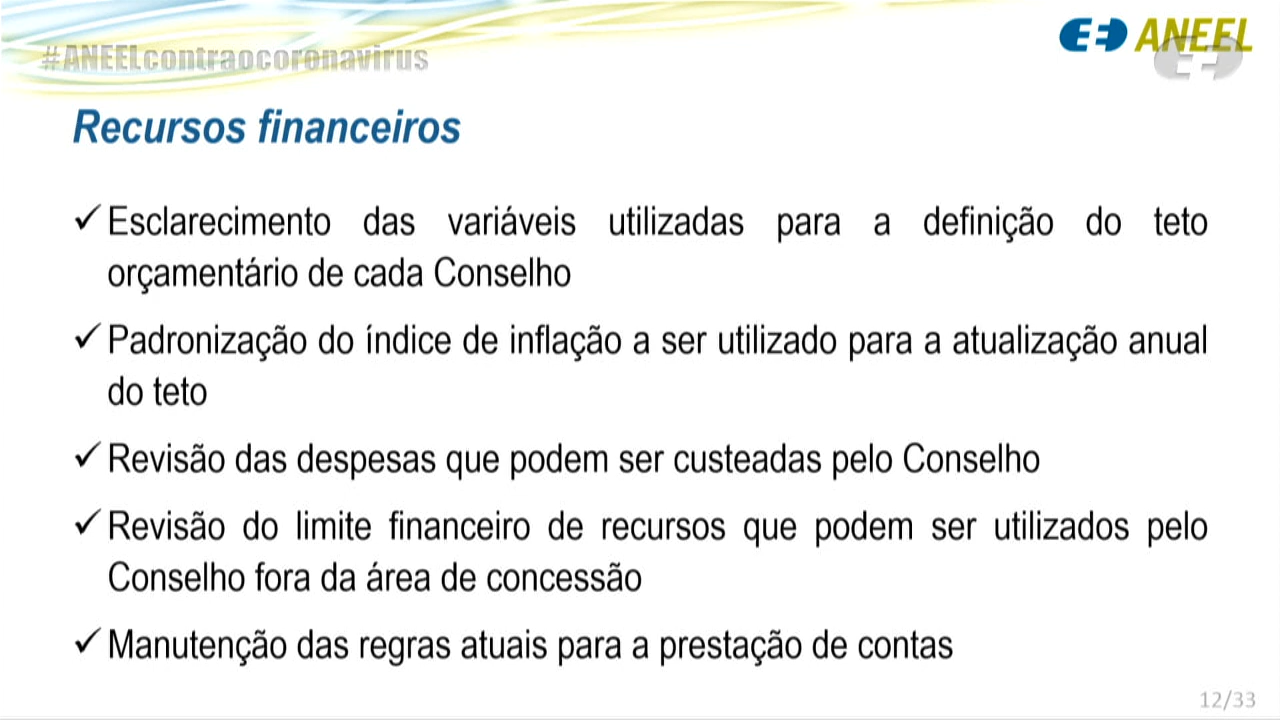 #ANEELcontraocoronavirus
ANEEL
Recursos financeiros
✓ Esclarecimento das variáveis utilizadas para a definição do teto
orçamentário de cada Conselho
✓ Padronização do índice de inflação a ser utilizado para a atualização anual
do teto
✓ Revisão das despesas que podem ser custeadas pelo Conselho
✓ Revisão do limite financeiro de recursos que podem ser utilizados pelo
Conselho fora da área de concessão
✓ Manutenção das regras atuais para a prestação de contas
12/33